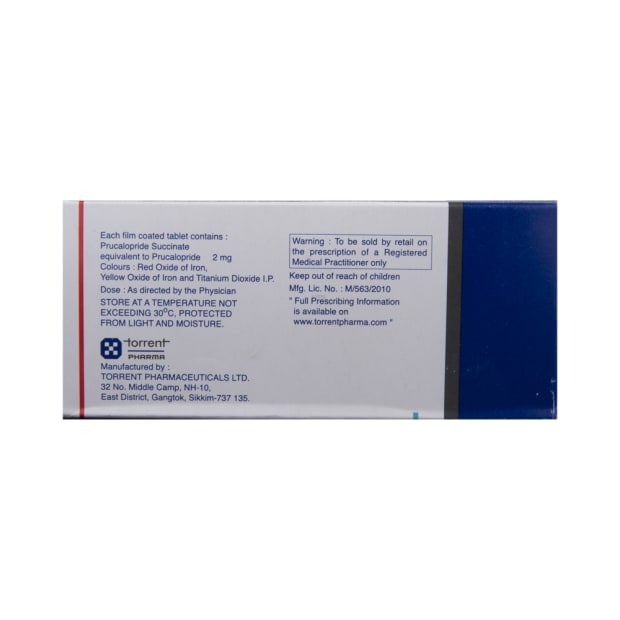 Each film coated tablet contains :
Prucalopride Succinate
equivalent to Prucalopride 2 mg
Colours : Red Oxide of Iron,
Yellow Oxide of Iron and Titanium Dioxide I.P.
Dose : As directed by the Physician
STORE AT A TEMPERATURE NOT
EXCEEDING 30⁰C, PROTECTED
FROM LIGHT AND MOISTURE.
torrent
PHARMA
Manufactured by :
TORRENT PHARMACEUTICALS LTD.
32 No. Middle Camp, NH-10,
East District, Gangtok, Sikkim-737 135.
Warning : To be sold by retail on
the prescription of a Registered
Medical Practitioner only
Keep out of reach of children
Mfg. Lic. No. : M/563/2010
" Full Prescribing Information
is available on
www.torrentpharma.com "